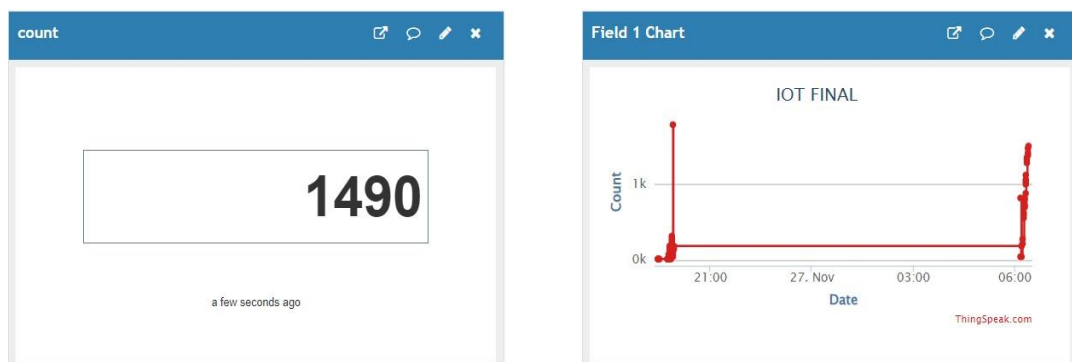 count
1490
a few seconds ago
Field 1 Chart
IOT FINAL
Count
1k
0k
21:00 27. Nov 03:00 06:00
Date
ThingSpeak.com